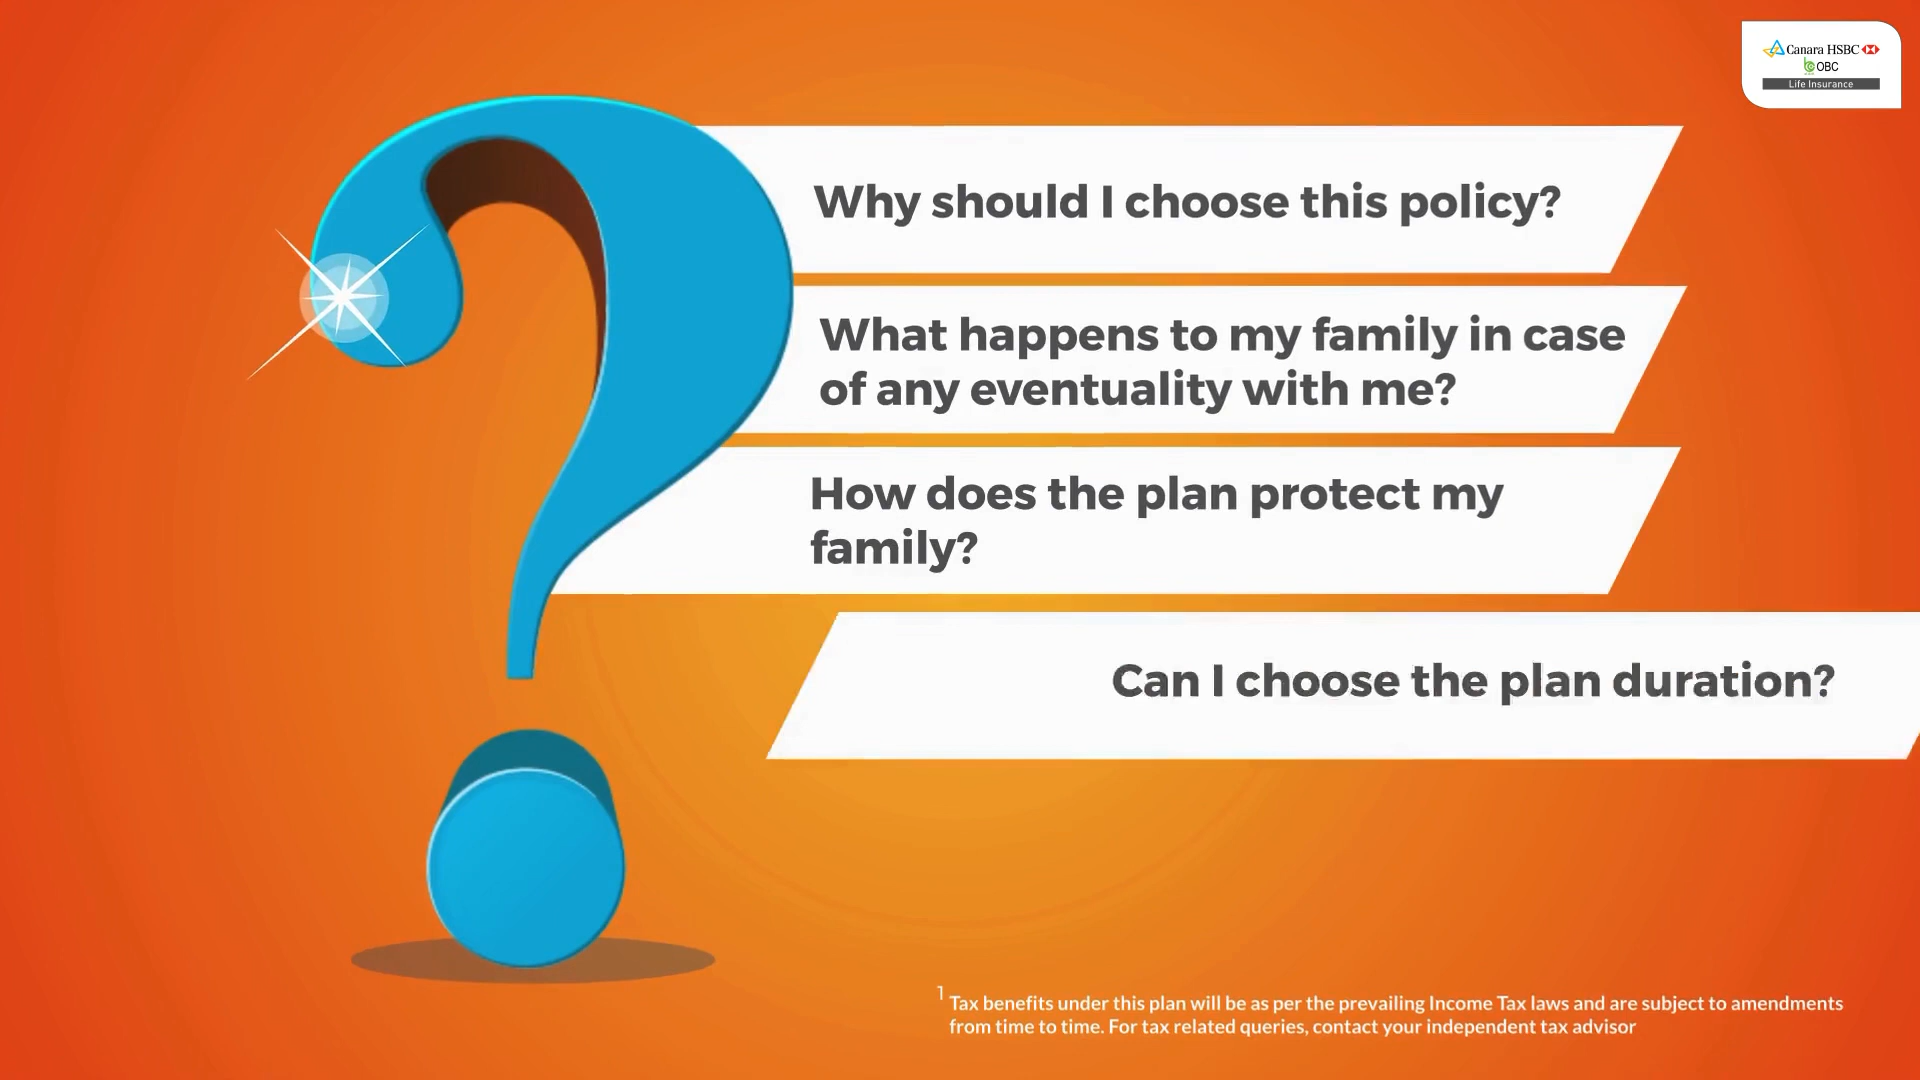 Canara HSBC
OBC
Life Insurance
Why should I choose this policy?
What happens to my family in case
of any eventuality with me?
How does the plan protect my
family?
Can I choose the plan duration?
1 Tax benefits under this plan will be as per the prevailing Income Tax laws and are subject to amendments
from time to time. For tax related queries, contact your independent tax advisor